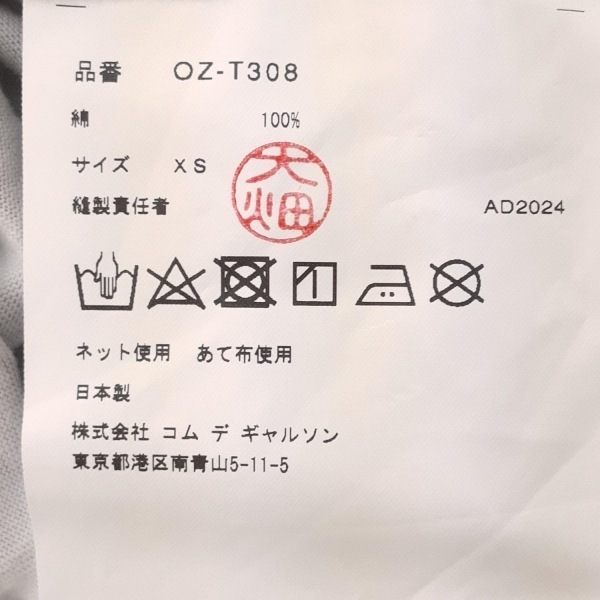 品番 OZ-T308
綿 100%
サイズ XS
縫製責任者 大畑 AD2024
ネット使用 あて布使用
日本製
株式会社 コム デ ギャルソン
東京都港区南青山5-11-5